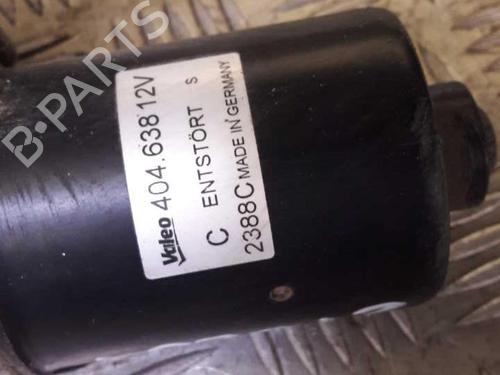 Valeo 404.638 12V
C ENTSTÖRT S
2388C MADE IN GERMANY
B-PARTS